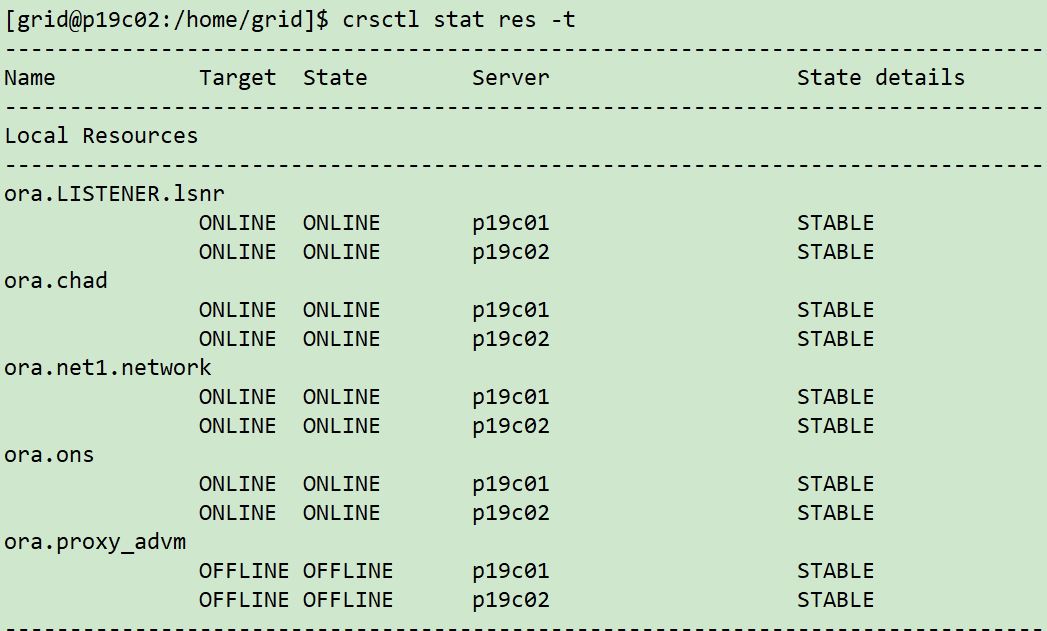 [grid@p19c02:/home/grid]$ crsctl stat res -t
--------------------------------------------------------------------------------
Name           Target  State        Server                   State details
--------------------------------------------------------------------------------
Local Resources
--------------------------------------------------------------------------------
ora.LISTENER.lsnr
               ONLINE  ONLINE       p19c01                   STABLE
               ONLINE  ONLINE       p19c02                   STABLE
ora.chad
               ONLINE  ONLINE       p19c01                   STABLE
               ONLINE  ONLINE       p19c02                   STABLE
ora.net1.network
               ONLINE  ONLINE       p19c01                   STABLE
               ONLINE  ONLINE       p19c02                   STABLE
ora.ons
               ONLINE  ONLINE       p19c01                   STABLE
               ONLINE  ONLINE       p19c02                   STABLE
ora.proxy_advm
               OFFLINE OFFLINE      p19c01                   STABLE
               OFFLINE OFFLINE      p19c02                   STABLE
--------------------------------------------------------------------------------